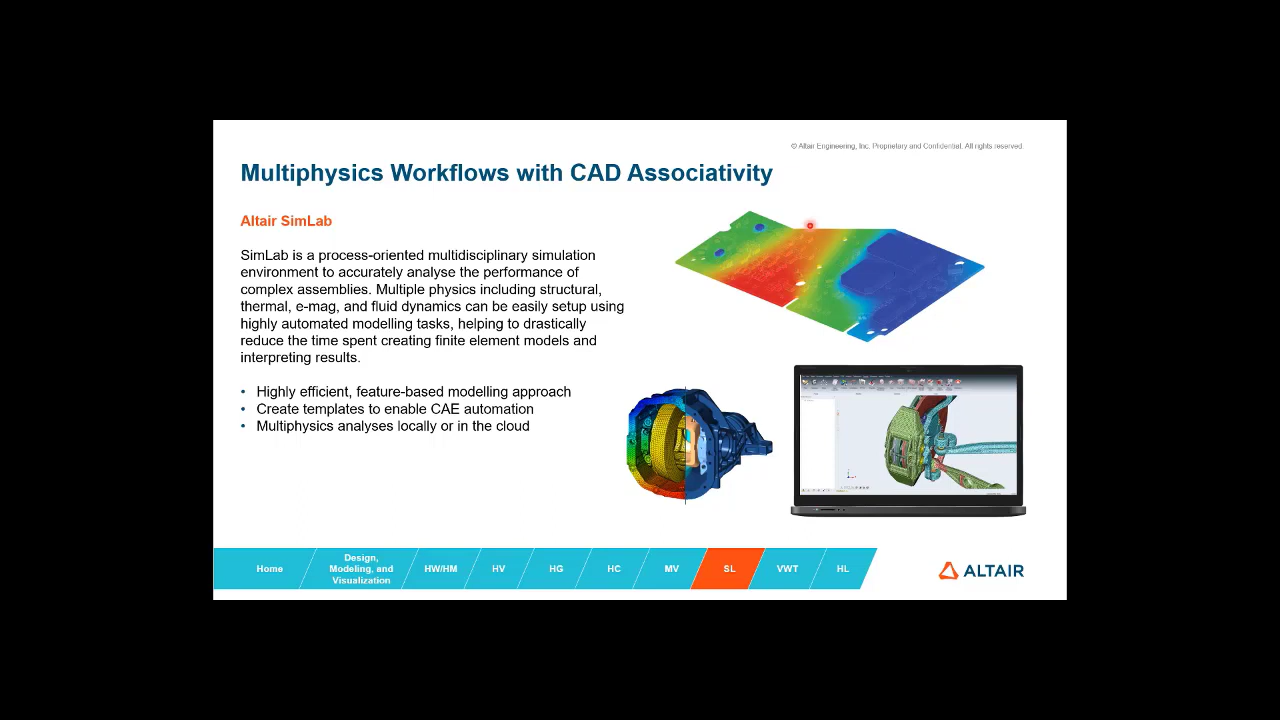 © Altair Engineering, Inc. Proprietary and Confidential. All rights reserved.
Multiphysics Workflows with CAD Associativity
Altair SimLab
SimLab is a process-oriented multidisciplinary simulation
environment to accurately analyse the performance of
complex assemblies. Multiple physics including structural,
thermal, e-mag, and fluid dynamics can be easily setup using
highly automated modelling tasks, helping to drastically
reduce the time spent creating finite element models and
interpreting results.
• Highly efficient, feature-based modelling approach
• Create templates to enable CAE automation
• Multiphysics analyses locally or in the cloud
Home
Design,
Modeling, and
Visualization
HW/HM
HV
HG
HC
MV
SL
VWT
HL
ALTAIR